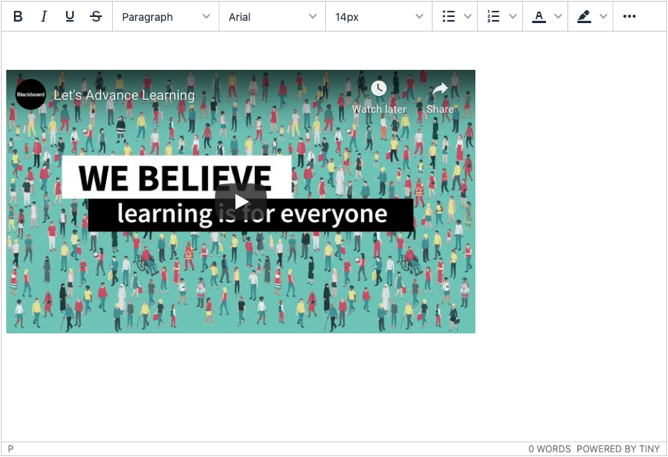 B I U S Paragraph Arial 14px A •••
Blackboard Let's Advance Learning
Watch later Share
WE BELIEVE
learning is for everyone
P 0 WORDS POWERED BY TINY